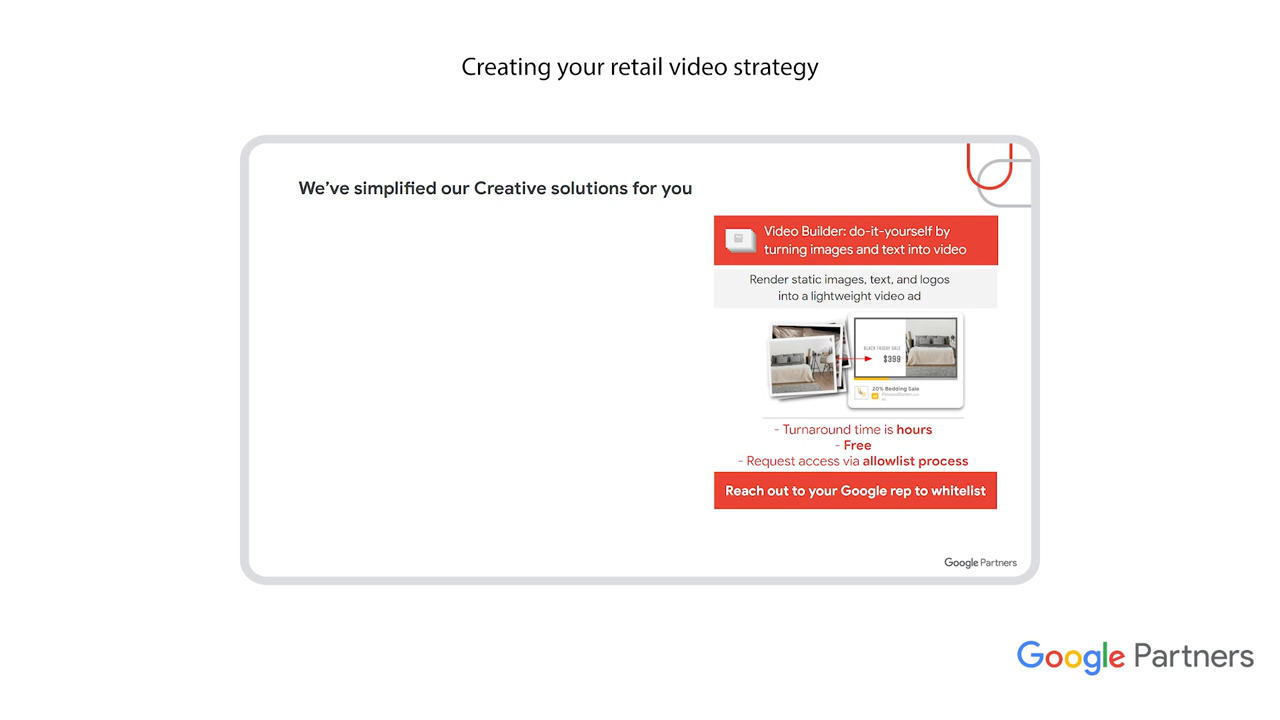 Creating your retail video strategy
We've simplified our Creative solutions for you
Video Builder: do-it-yourself by
turning images and text into video
Render static images, text, and logos
into a lightweight video ad
BLACK FRIDAY SALE
$399
20% Bedding Sale
- Turnaround time is hours
- Free
- Request access via allowlist process
Reach out to your Google rep to whitelist
Google Partners
Google Partners